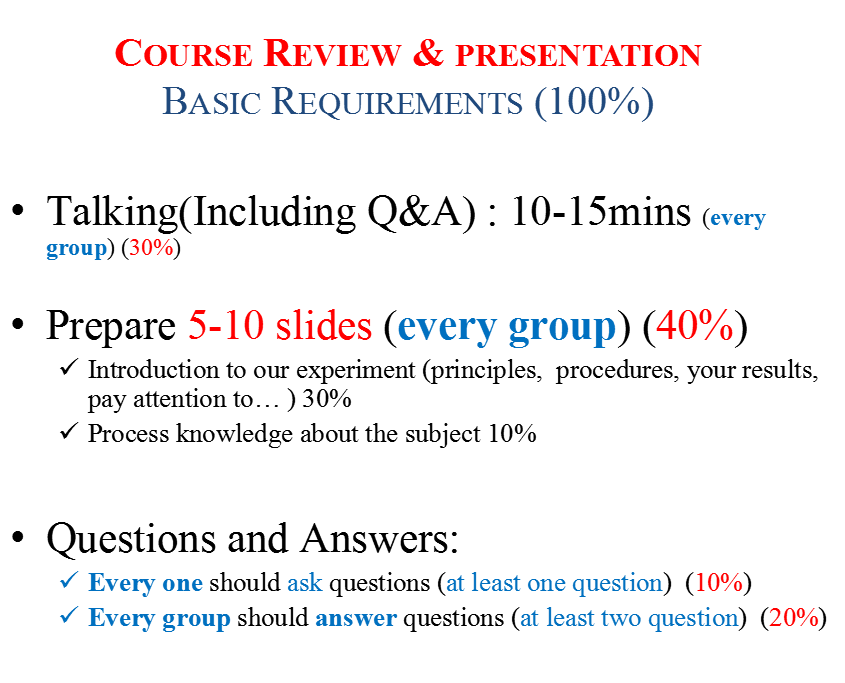 COURSE REVIEW & PRESENTATION
BASIC REQUIREMENTS (100%)
• Talking(Including Q&A) : 10-15mins (every
group) (30%)
• Prepare 5-10 slides (every group) (40%)
✓ Introduction to our experiment (principles,  procedures, your results,
pay attention to… ) 30%
✓ Process knowledge about the subject 10%
• Questions and Answers:
✓ Every one should ask questions (at least one question)  (10%)
✓ Every group should answer questions (at least two question)  (20%)